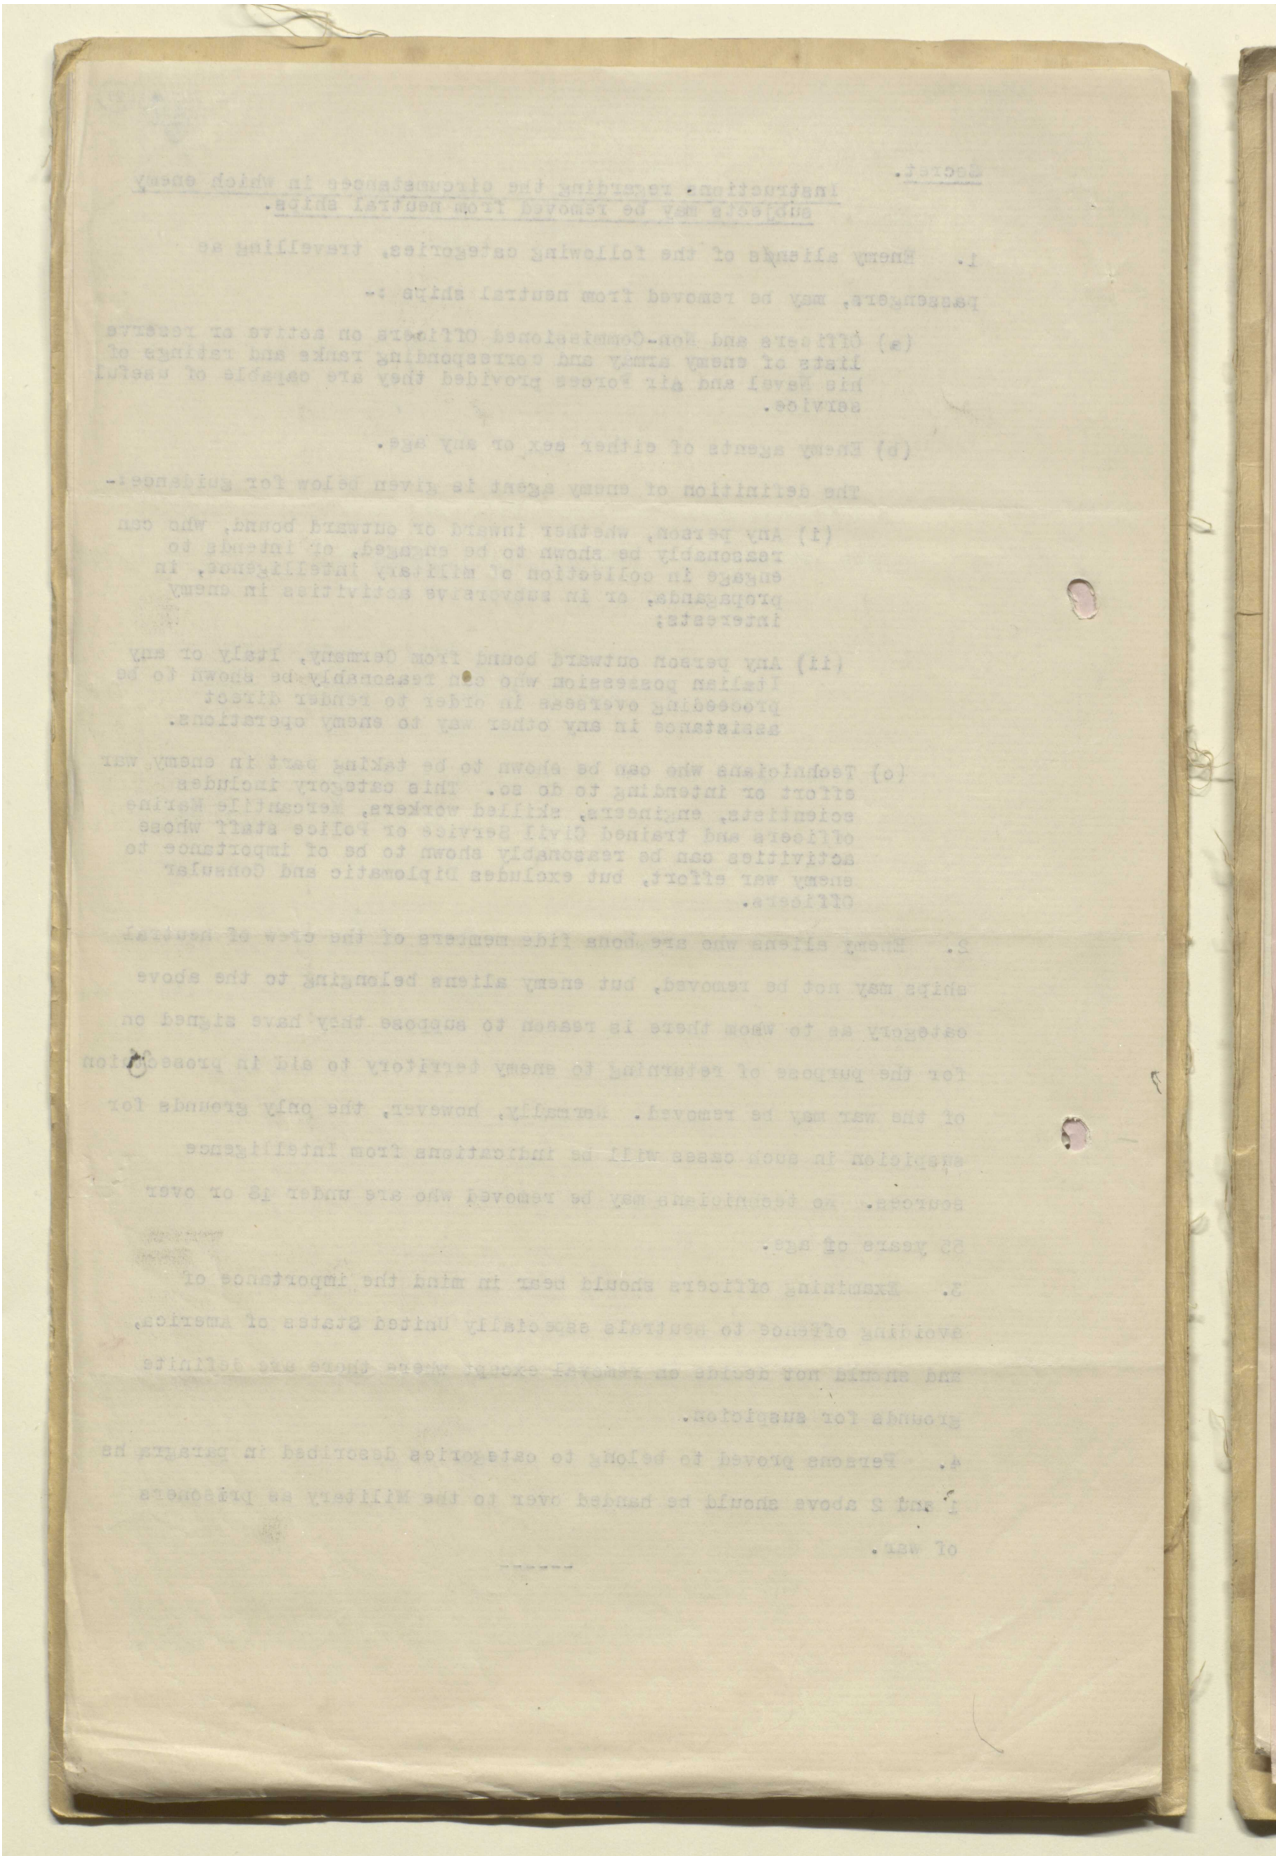 Secret.
Instructions regarding the circumstances in which enemy
subjects may be removed from neutral ships.
1. Enemy aliens of the following categories, travelling as
passengers, may be removed from neutral ships :-
(a) Officers and Non-Commissioned Officers on active or reserve
lists of enemy army and corresponding ranks and ratings of
his Naval and Air Forces provided they are capable of useful
service.
(b) Enemy agents of either sex or any age.
The definition of enemy agent is given below for guidance:-
(i) Any person, whether inward or outward bound, who can
reasonably be shown to be engaged, or intends to
engage in collection of military intelligence, in
propaganda, or in subversive activities in enemy
interests;
(ii) Any person outward bound from Germany, Italy or any
Italian possession who can reasonably be shown to be
proceeding overseas in order to render direct
assistance in any other way to enemy operations.
(c) Technicians who can be shown to be taking part in enemy war
effort or intending to do so. This category includes
scientists, engineers, skilled workers, Mercantile Marine
officers and trained Civil Service or Police staff whose
activities can be reasonably shown to be of importance to
enemy war effort, but excludes Diplomatic and Consular
Officers.
2. Enemy aliens who are bona fide members of the crew of neutral
ships may not be removed, but enemy aliens belonging to the above
category as to whom there is reason to suppose they have signed on
for the purpose of returning to enemy territory to aid in prosecution
of the war may be removed. Normally, however, the only grounds for
suspicion in such cases will be indications from intelligence
sources. No technicians may be removed who are under 18 or over
years of age.
3. Examining officers should bear in mind the importance of
avoiding offence to neutrals especially United States of America,
and should not decide on removal except where there are definite
grounds for suspicion.
4. Persons proved to belong to categories described in paragra hs
1 and 2 above should be handed over to the Military as prisoners
of war.
-----